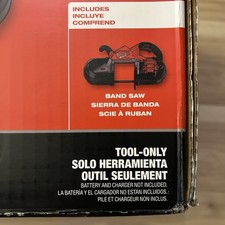 INCLUDES
INCLUYE
COMPREND
BAND SAW
SIERRA DE BANDA
SCIE À RUBAN
TOOL-ONLY
SOLO HERRAMIENTA
OUTIL SEULEMENT
BATTERY AND CHARGER NOT INCLUDED.
LA BATERÍA Y EL CARGADOR NO ESTÁN INCLUIDOS.
PILE ET CHARGEUR NON INCLUS.